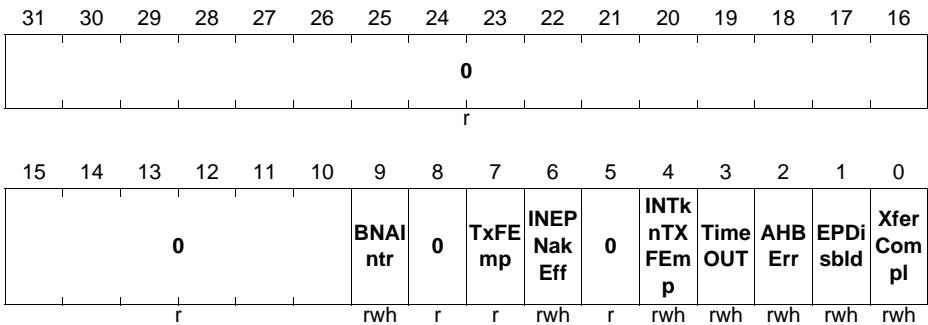 31 30 29 28 27 26 25 24 23 22 21 20 19 18 17 16
0
r
15 14 13 12 11 10 9 8 7 6 5 4 3 2 1 0
0 BNAI ntr 0 TxFE mp INEP Nak Eff 0 INTk nTX FEm p Time OUT AHB Err EPDi sbld Xfer Com pl
r rwh r r rwh r rwh rwh rwh rwh rwh